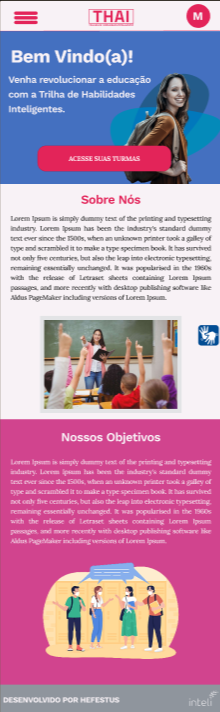 THAI
M
Bem Vindo(a)!
Venha revolucionar a educação
com a Trilha de Habilidades
Inteligentes.
ACESSE SUAS TURMAS
Sobre Nós
Lorem Ipsum is simply dummy text of the printing and typesetting
industry. Lorem Ipsum has been the industry's standard dummy
text ever since the 1500s, when an unknown printer took a galley of
type and scrambled it to make a type specimen book. It has survived
not only five centuries, but also the leap into electronic typesetting,
remaining essentially unchanged. It was popularised in the 1960s
with the release of Letraset sheets containing Lorem Ipsum
passages, and more recently with desktop publishing software like
Aldus PageMaker including versions of Lorem Ipsum.
Nossos Objetivos
Lorem Ipsum is simply dummy text of the printing and typesetting
industry. Lorem Ipsum has been the industry's standard dummy
text ever since the 1500s, when an unknown printer took a galley of
type and scrambled it to make a type specimen book. It has survived
not only five centuries, but also the leap into electronic typesetting,
remaining essentially unchanged. It was popularised in the 1960s
with the release of Letraset sheets containing Lorem Ipsum
passages, and more recently with desktop publishing software like
Aldus PageMaker including versions of Lorem Ipsum.
DESENVOLVIDO POR HEFESTUS
inteli